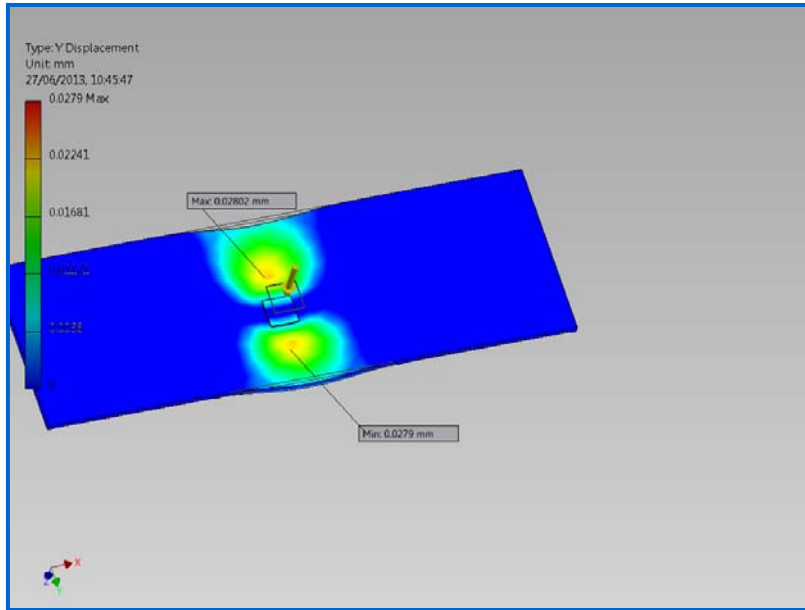 Type: Y Displacement
Unit: mm
27/06/2013, 10:45:47
0.0279 Max
0.02241
0.01681
0
Max: 0.02802 mm
Min: 0.0279 mm
X
Z
Y